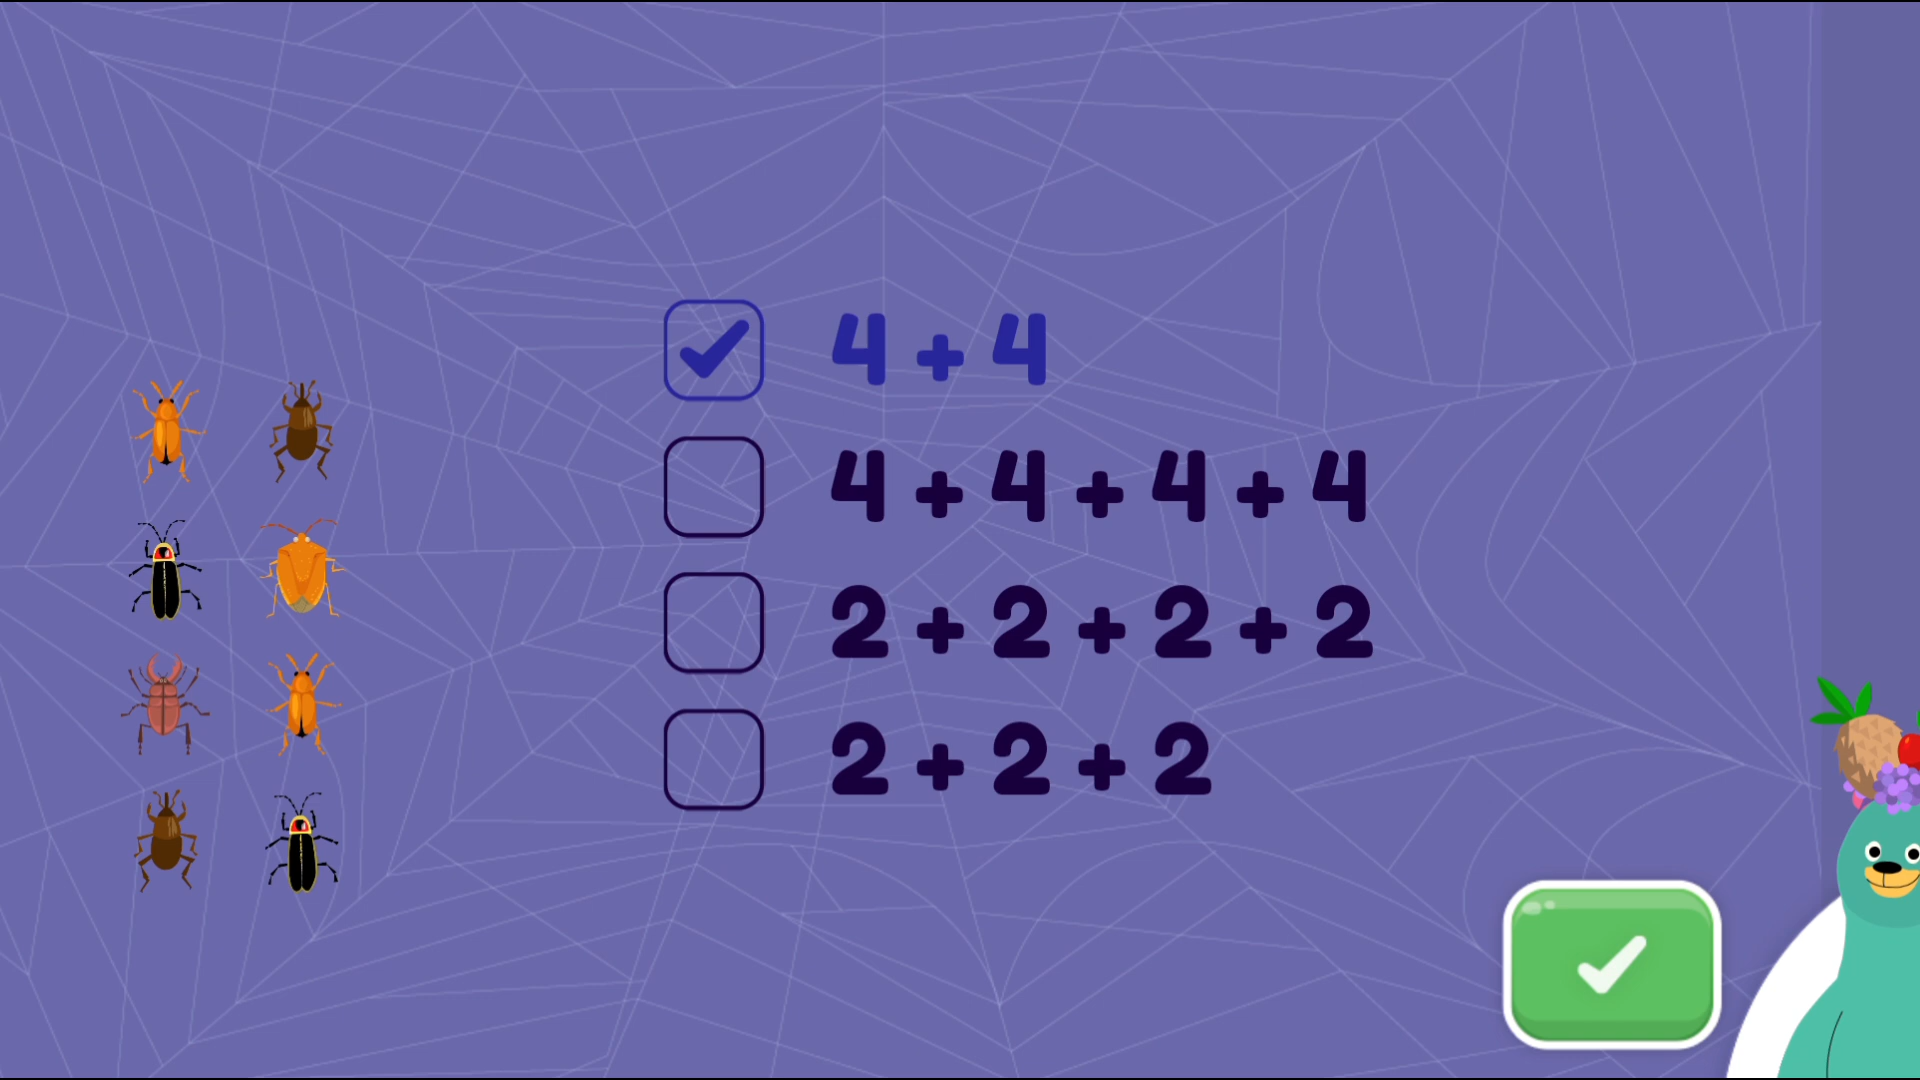 4 + 4
4 + 4 + 4 + 4
2 + 2 + 2 + 2
2 + 2 + 2